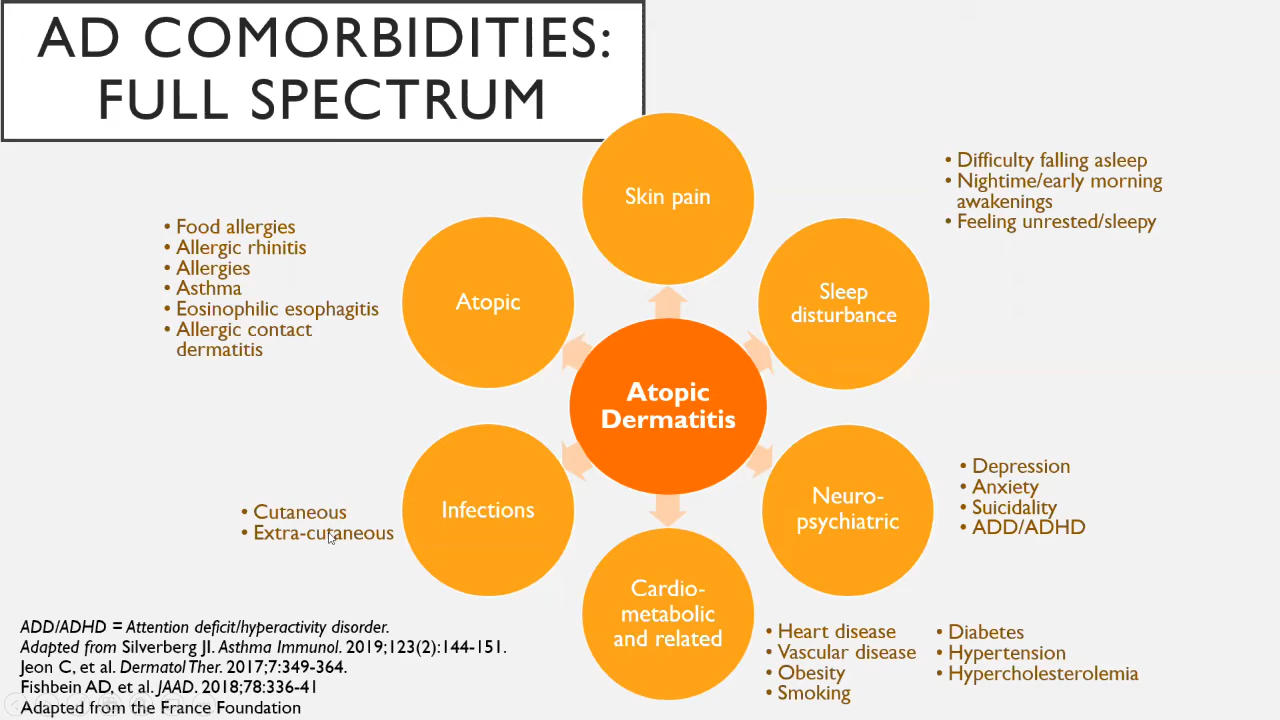 AD COMORBIDITIES:
FULL SPECTRUM
Skin pain
• Difficulty falling asleep
• Nightime/early morning
awakenings
• Feeling unrested/sleepy
Sleep
disturbance
• Food allergies
• Allergic rhinitis
• Allergies
• Asthma
• Eosinophilic esophagitis
• Allergic contact
dermatitis
Atopic
Atopic
Dermatitis
• Cutaneous
• Extra-cutaneous
Infections
Neuro-
psychiatric
• Depression
• Anxiety
• Suicidality
• ADD/ADHD
Cardio-
metabolic
and related
• Heart disease
• Vascular disease
• Obesity
• Smoking
• Diabetes
• Hypertension
• Hypercholesterolemia
ADD/ADHD = Attention deficit/hyperactivity disorder.
Adapted from Silverberg JI. Asthma Immunol. 2019;123(2):144-151.
Jeon C, et al. Dermatol Ther. 2017;7:349-364.
Fishbein AD, et al. JAAD. 2018;78:336-41
Adapted from the France Foundation